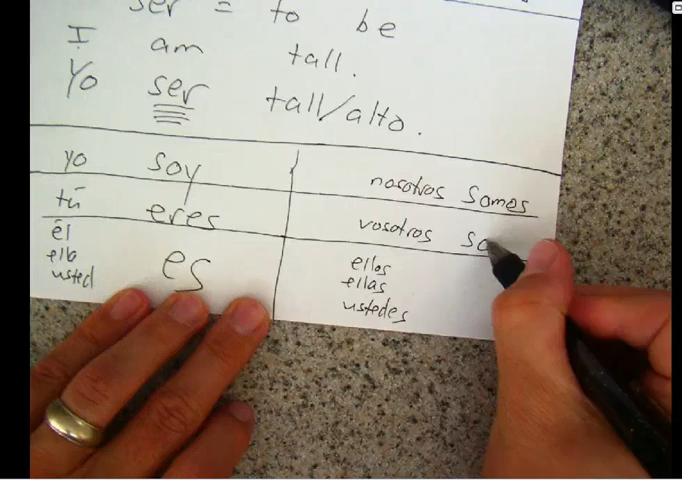 ser = to be
I am tall.
Yo ser tall/alto.
yo soy
nosotros somos
tú eres
vosotros so
él
ella
usted
es
ellos
ellas
ustedes